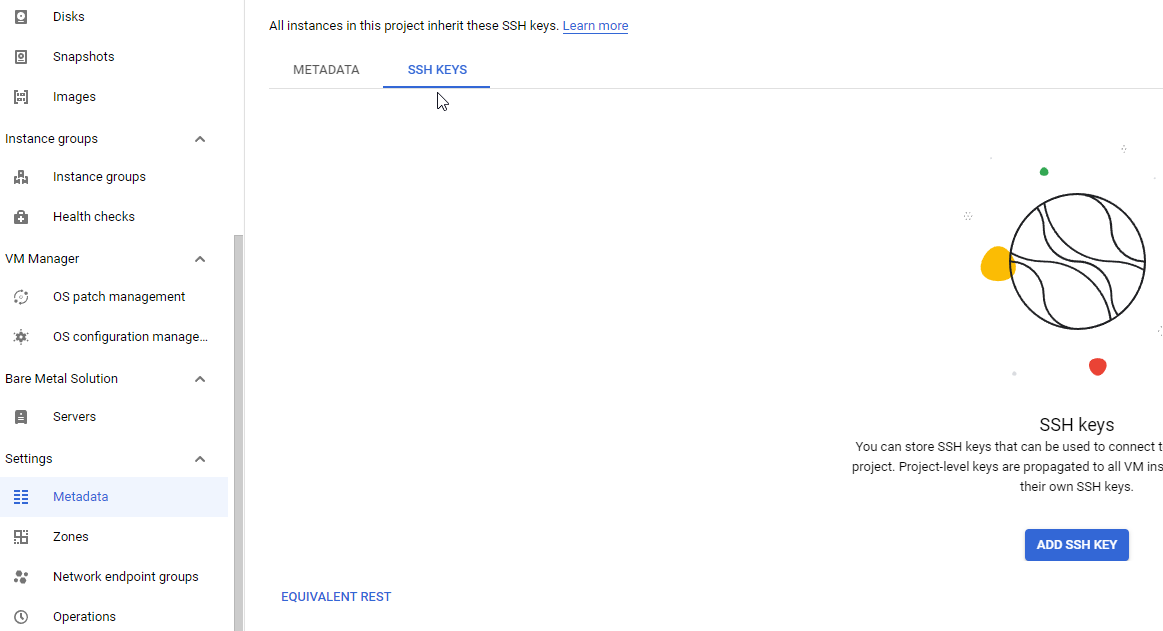 Disks
Snapshots
Images
Instance groups
Instance groups
Health checks
VM Manager
OS patch management
OS configuration manage...
Bare Metal Solution
Servers
Settings
Metadata
Zones
Network endpoint groups
Operations
All instances in this project inherit these SSH keys. Learn more
METADATA
SSH KEYS
SSH keys
You can store SSH keys that can be used to connect t
project. Project-level keys are propagated to all VM ins
their own SSH keys.
ADD SSH KEY
EQUIVALENT REST